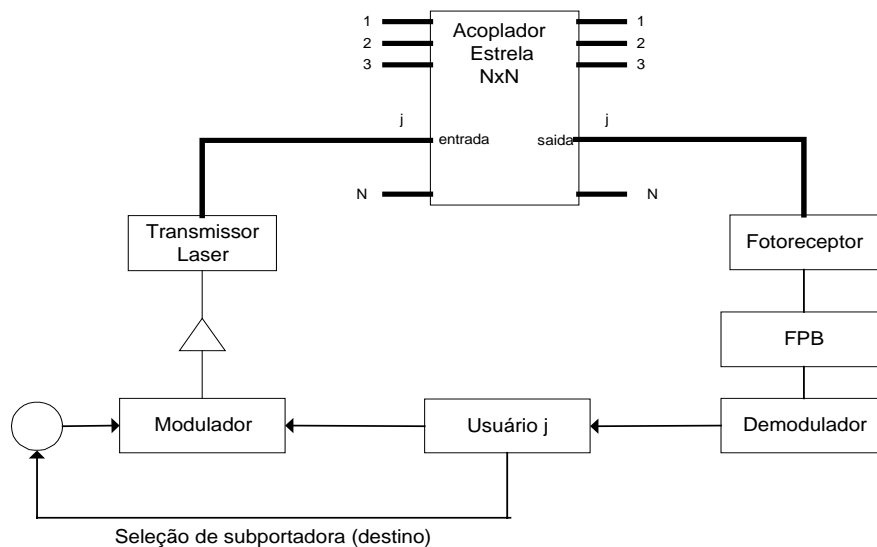 1
2
3
Acoplador
Estrela
NxN
1
2
3
j
entrada
saida
j
N
N
Transmissor
Laser
Fotoreceptor
FPB
Modulador
Usuário j
Demodulador
Seleção de subportadora (destino)